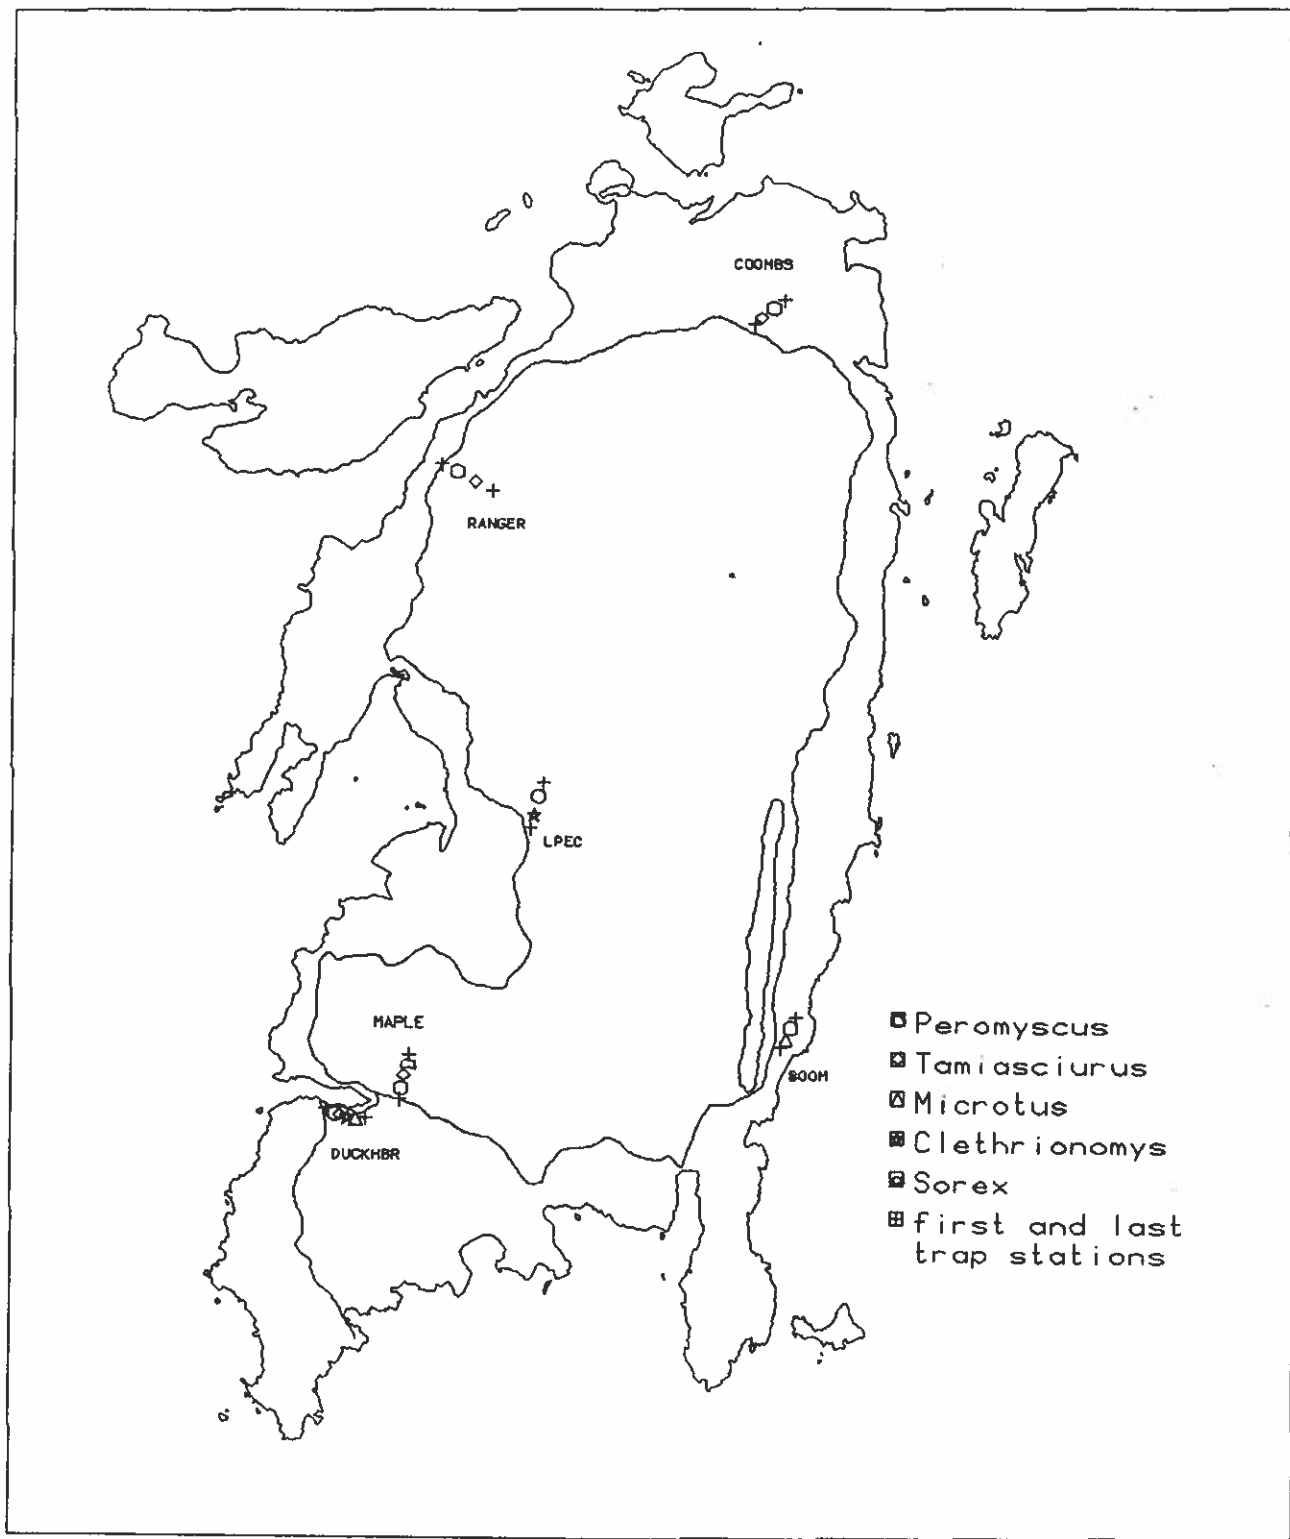 COOMBS
RANGER
LPEC
MAPLE
BOOM
DUCKHBR
Peromyscus
Tamiasciurus
Microtus
Clethrionomys
Sorex
first and last
trap stations